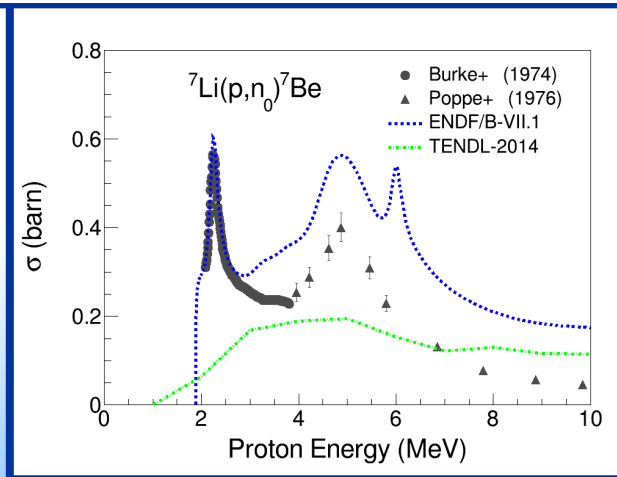 ⁷Li(p,n₀)⁷Be
Burke+ (1974)
Poppe+ (1976)
ENDF/B-VII.1
TENDL-2014
0.8
0.6
0.4
0.2
0
σ (barn)
0 2 4 6 8 10
Proton Energy (MeV)